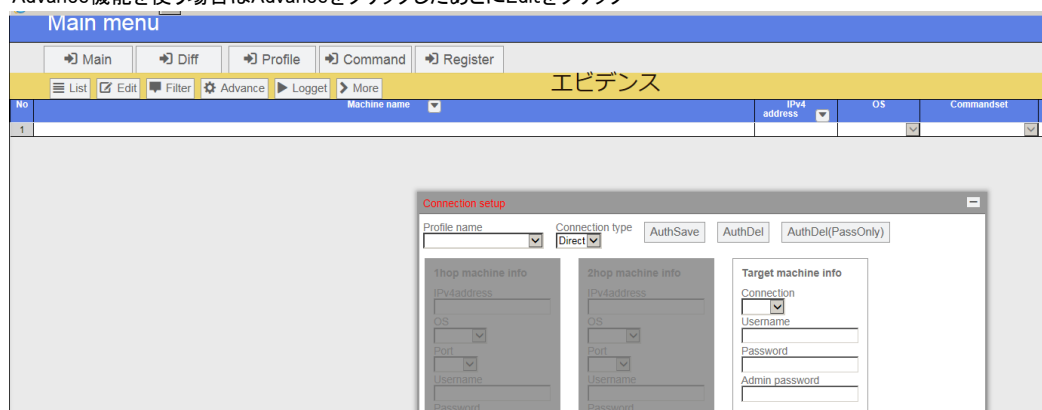 Advance機能を使う場合はAdvanceをクリックしたあとにEditをクリック
Main menu
Main Diff Profile Command Register
List Edit Filter Advance Logget More エビデンス
No Machine name IPv4 address OS Commandset
1
Connection setup
Profile name Connection type AuthSave AuthDel AuthDel(PassOnly)
Direct
1hop machine info 2hop machine info Target machine info
IPv4address IPv4address Connection
OS OS Username
Port Port Password
Username Username Admin password
Password Password